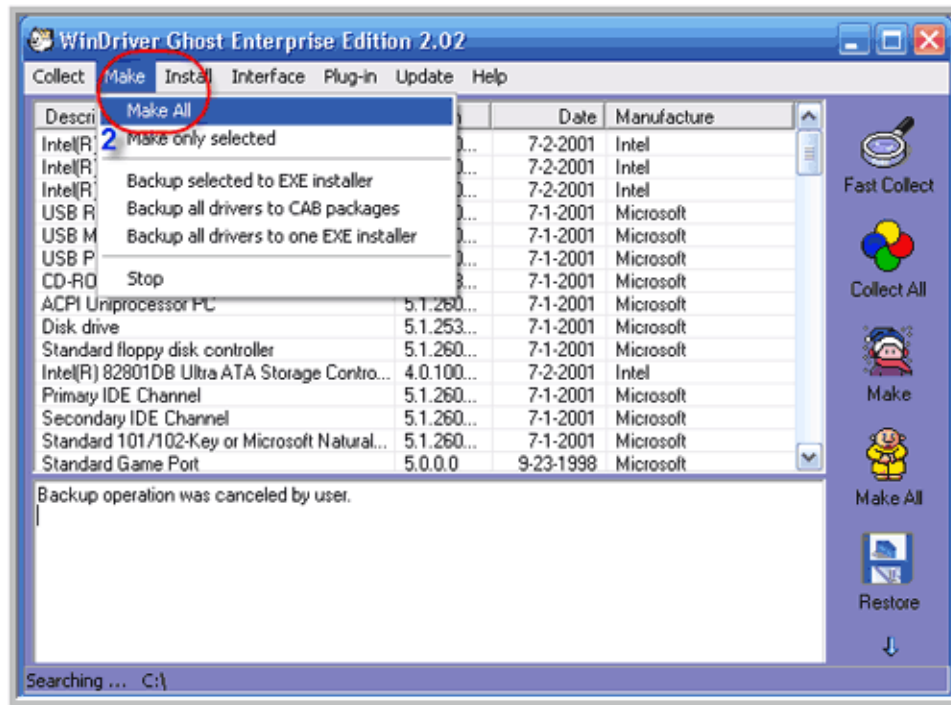 WinDriver Ghost Enterprise Edition 2.02
Collect Make Install Interface Plug-in Update Help
Make All
2 Make only selected
Backup selected to EXE installer
Backup all drivers to CAB packages
Backup all drivers to one EXE installer
Stop
Descri Date Manufacture
Intel(R 7-2-2001 Intel
Intel(R 7-2-2001 Intel
Intel(R 7-2-2001 Intel
USB R 7-1-2001 Microsoft
USB M 7-1-2001 Microsoft
USB P 7-1-2001 Microsoft
CD-RO 7-1-2001 Microsoft
ACPI Uniprocessor PC 5.1.260... 7-1-2001 Microsoft
Disk drive 5.1.253... 7-1-2001 Microsoft
Standard floppy disk controller 5.1.260... 7-1-2001 Microsoft
Intel(R) 82801DB Ultra ATA Storage Contro... 4.0.100... 7-2-2001 Intel
Primary IDE Channel 5.1.260... 7-1-2001 Microsoft
Secondary IDE Channel 5.1.260... 7-1-2001 Microsoft
Standard 101/102-Key or Microsoft Natural... 5.1.260... 7-1-2001 Microsoft
Standard Game Port 5.0.0.0 9-23-1998 Microsoft
Fast Collect
Collect All
Make
Make All
Restore
Backup operation was canceled by user.
Searching ... C:\